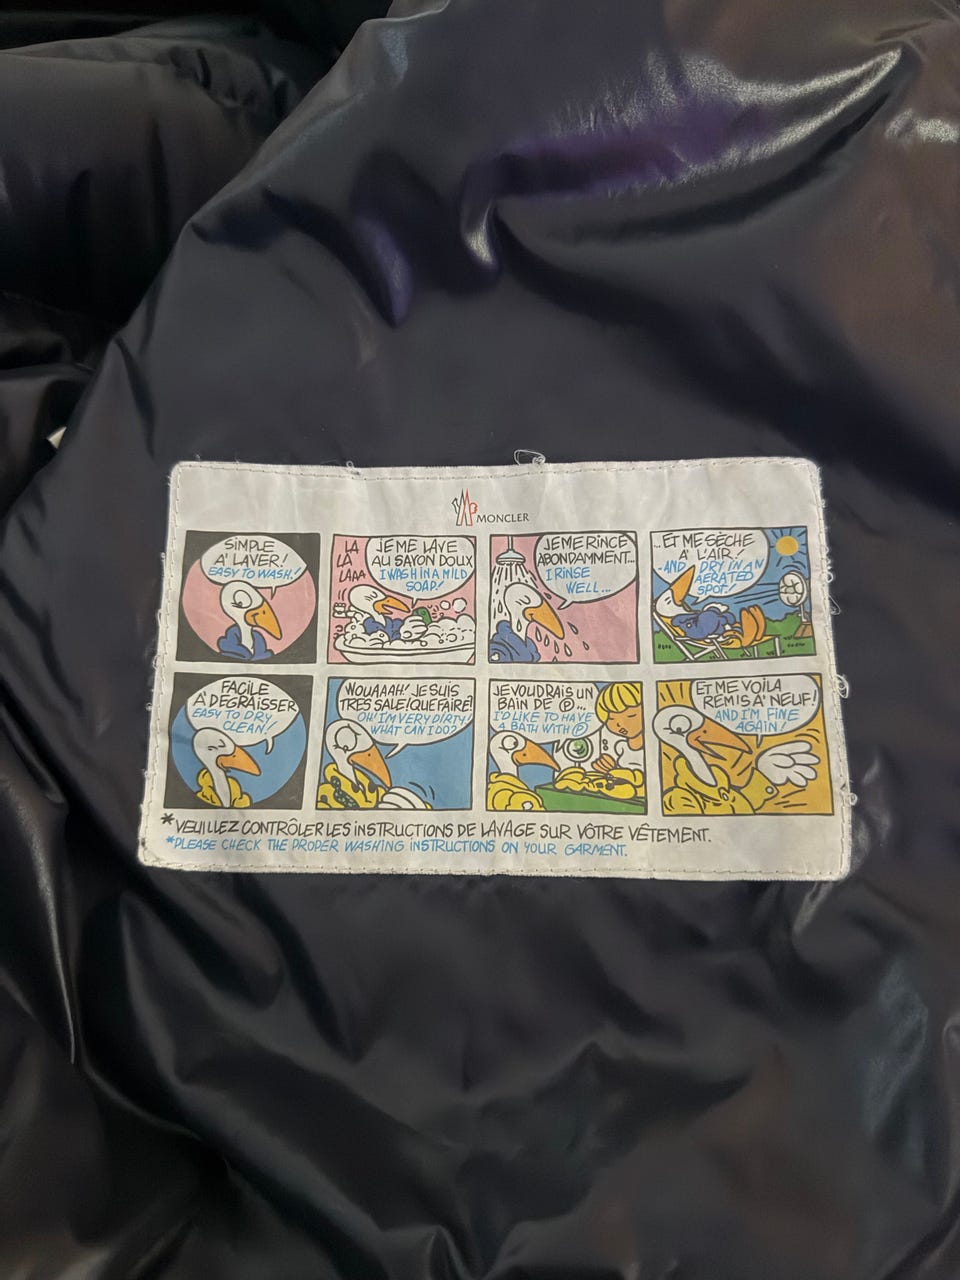 MONCLER
SIMPLE
A' LAVER!
EASY TO WASH!
LA
LA
LAAA
JE ME LAVE
AU SAVON DOUX
I WASH IN A MILD
SOAP!
JE ME RINCE
ABONDAMMENT...
I RINSE
WELL...
...ET ME SÈCHE
A' L'AIR!
-AND DRY IN AN
AERATED
SPOT.
FACILE
A' DEGRAISSER
EASY TO DRY
CLEAN!
WOUAAAH! JE SUIS
TRES SALE! QUE FAIRE!
OH! I'M VERY DIRTY!
WHAT CAN I DO?
JE VOUDRAIS UN
BAIN DE Ⓟ...
I'D LIKE TO HAVE
A BATH WITH Ⓟ
ET ME VOILA
REMIS A' NEUF!
AND I'M FINE
AGAIN!
*VEUILLEZ CONTRÔLER LES INSTRUCTIONS DE LAVAGE SUR VÔTRE VÊTEMENT.
*PLEASE CHECK THE PROPER WASHING INSTRUCTIONS ON YOUR GARMENT.